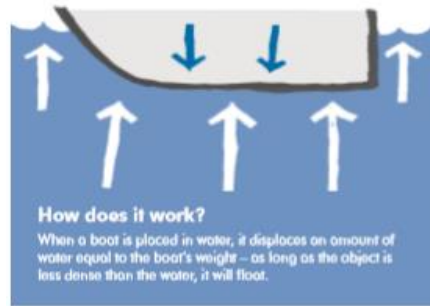 How does it work?
When a boat is placed in water, it displaces an amount of
water equal to the boat's weight – as long as the object is
less dense than the water, it will float.